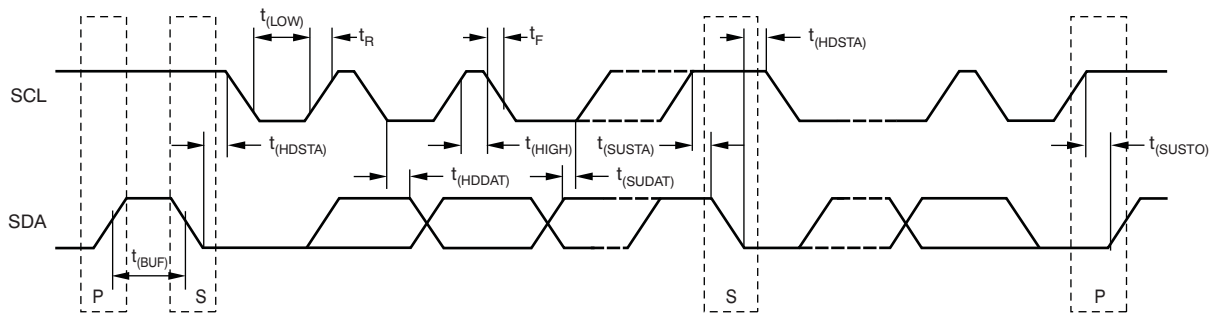 t(LOW)
tR
tF
t(HDSTA)
SCL
t(HDSTA)
t(HIGH)
t(SUSTA)
t(SUSTO)
t(HDDAT)
t(SUDAT)
SDA
t(BUF)
P
S
S
P